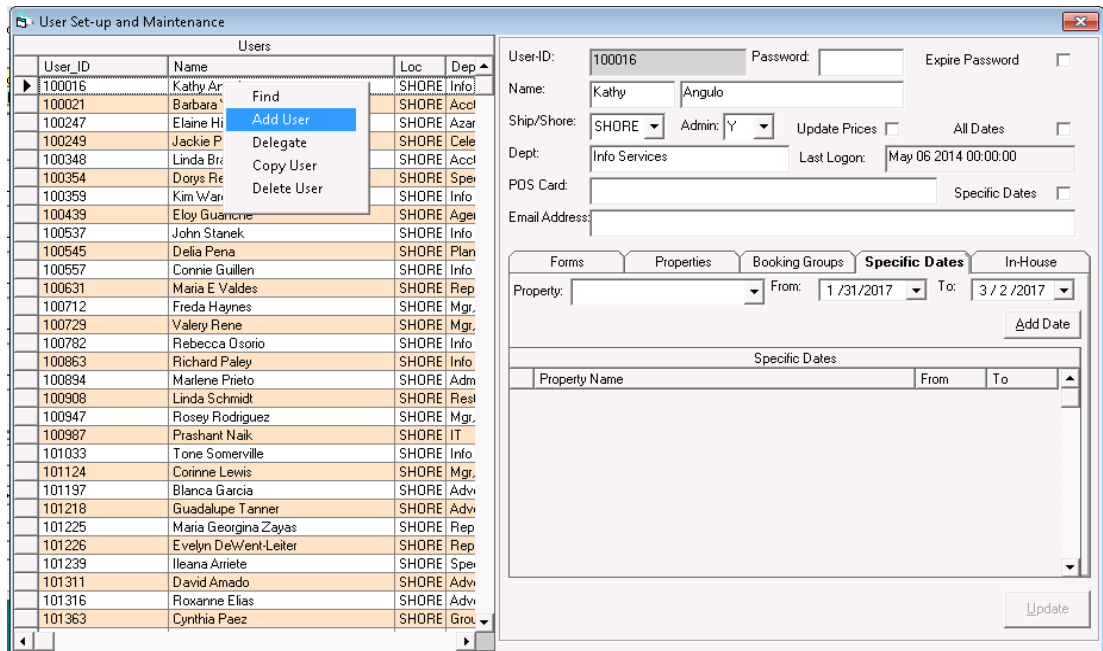 User Set-up and Maintenance
Users
User_ID Name Loc Dep
100016 Kathy SHORE Info
100021 Barbara SHORE Acct
100247 Elaine Hi SHORE Azar
100249 Jackie P SHORE Cele
100348 Linda Bra SHORE Acct
100354 Dorys Re SHORE Spe
100359 Kim War SHORE Info
100439 Eloy Guanche SHORE Age
100537 John Stanek SHORE Info
100545 Delia Pena SHORE Plan
100557 Connie Guillen SHORE Info
100631 Maria E Valdes SHORE Rep
100712 Freda Haynes SHORE Mgr,
100729 Valery Rene SHORE Mgr,
100782 Rebecca Osorio SHORE Info
100863 Richard Paley SHORE Info
100894 Marlene Prieto SHORE Adm
100908 Linda Schmidt SHORE Res
100947 Rosey Rodriguez SHORE Mgr,
100987 Prashant Naik SHORE IT
101033 Tone Somerville SHORE Info
101124 Corinne Lewis SHORE Mgr,
101197 Blanca Garcia SHORE Adv
101218 Guadalupe Tanner SHORE Adv
101225 Maria Georgina Zayas SHORE Rep
101226 Evelyn DeWent-Leiter SHORE Rep
101239 Ileana Arriete SHORE Spe
101311 David Amado SHORE Adv
101316 Roxanne Elias SHORE Adv
101363 Cynthia Paez SHORE Grou
Find
Add User
Delegate
Copy User
Delete User
User-ID: 100016 Password: Expire Password
Name: Kathy Angulo
Ship/Shore: SHORE Admin: Y Update Prices All Dates
Dept: Info Services Last Logon: May 06 2014 00:00:00
POS Card: Specific Dates
Email Address:
Forms Properties Booking Groups Specific Dates In-House
Property: From: 1 /31/2017 To: 3 / 2 /2017
Add Date
Specific Dates
Property Name From To
Update